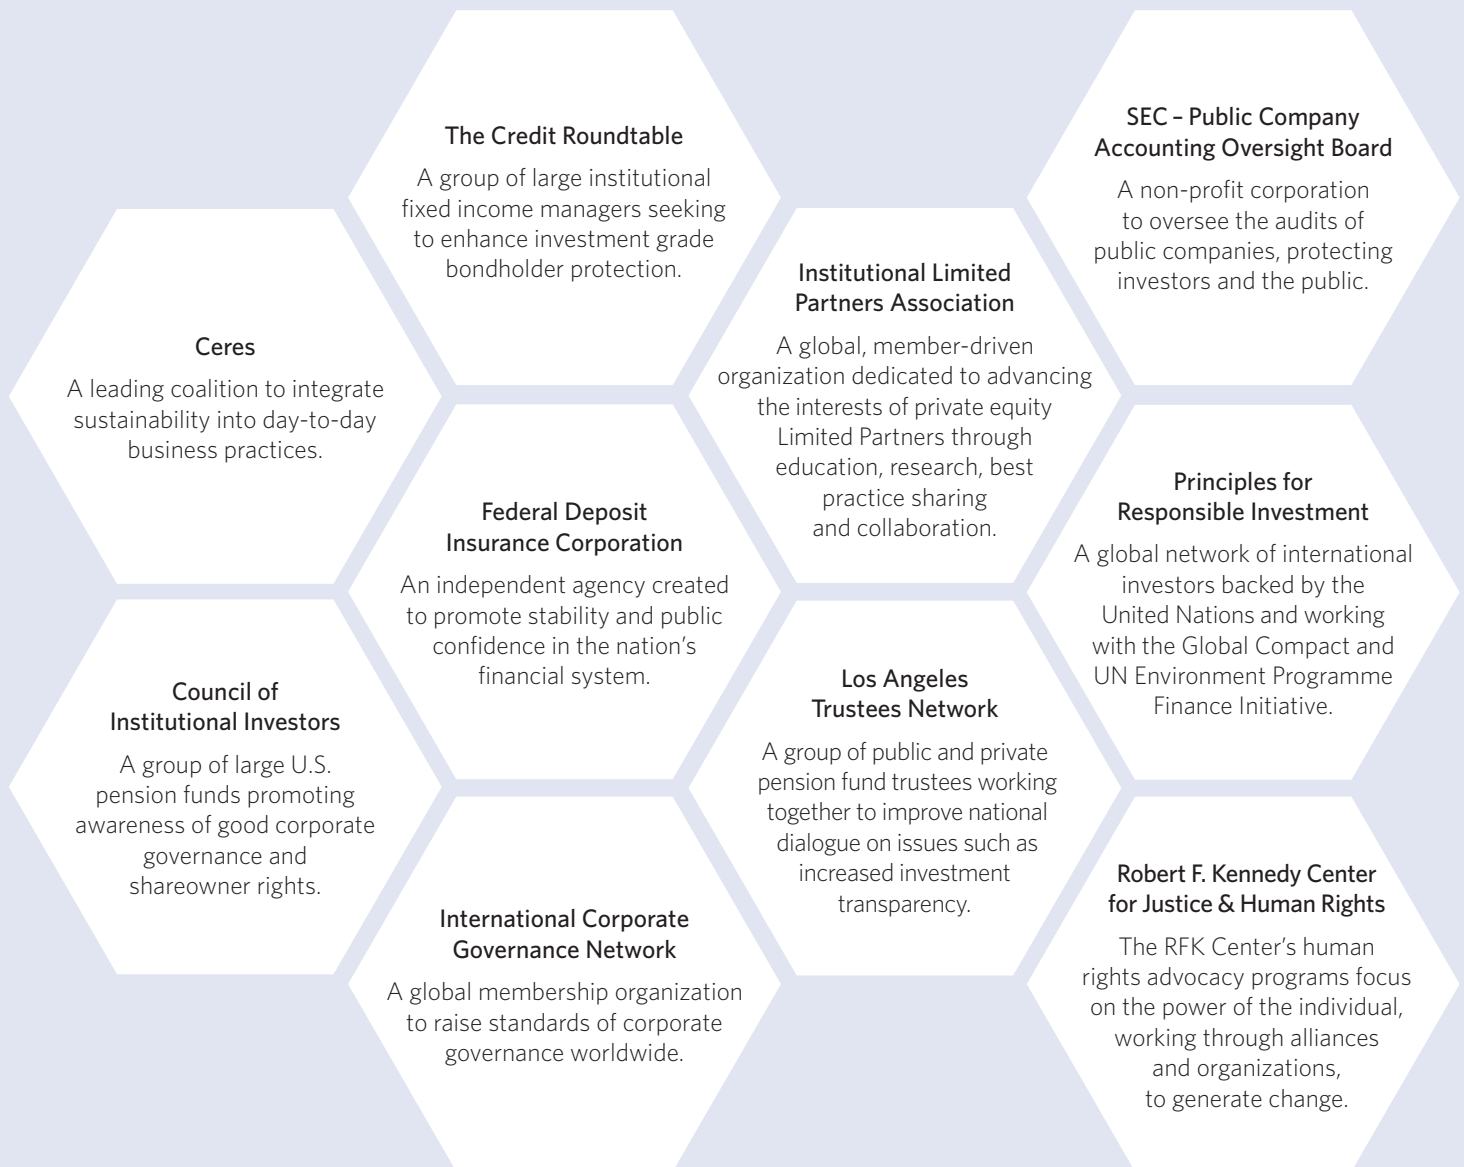 The Credit Roundtable
A group of large institutional
fixed income managers seeking
to enhance investment grade
bondholder protection.
SEC – Public Company
Accounting Oversight Board
A non-profit corporation
to oversee the audits of
public companies, protecting
investors and the public.
Ceres
A leading coalition to integrate
sustainability into day-to-day
business practices.
Institutional Limited
Partners Association
A global, member-driven
organization dedicated to advancing
the interests of private equity
Limited Partners through
education, research, best
practice sharing
and collaboration.
Federal Deposit
Insurance Corporation
An independent agency created
to promote stability and public
confidence in the nation's
financial system.
Principles for
Responsible Investment
A global network of international
investors backed by the
United Nations and working
with the Global Compact and
UN Environment Programme
Finance Initiative.
Council of
Institutional Investors
A group of large U.S.
pension funds promoting
awareness of good corporate
governance and
shareowner rights.
Los Angeles
Trustees Network
A group of public and private
pension fund trustees working
together to improve national
dialogue on issues such as
increased investment
transparency.
International Corporate
Governance Network
A global membership organization
to raise standards of corporate
governance worldwide.
Robert F. Kennedy Center
for Justice & Human Rights
The RFK Center's human
rights advocacy programs focus
on the power of the individual,
working through alliances
and organizations,
to generate change.